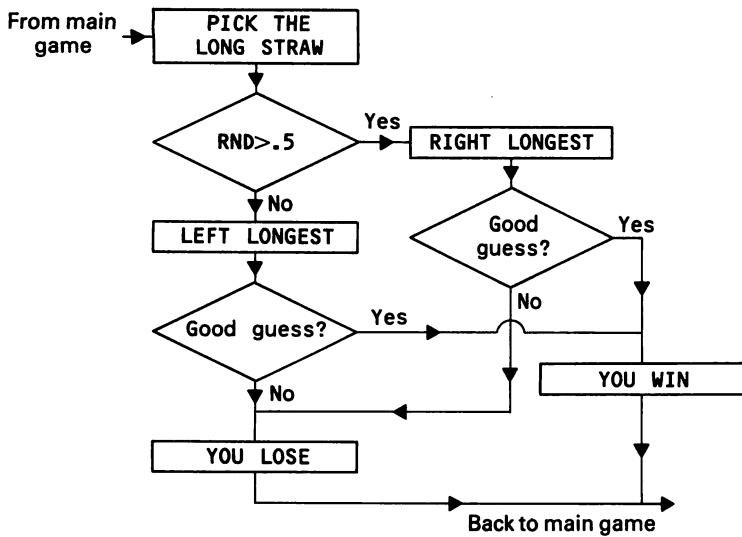 From main
game
PICK THE
LONG STRAW
RND>.5
Yes
RIGHT LONGEST
No
LEFT LONGEST
Good
guess?
Yes
Good guess?
Yes
No
No
YOU WIN
YOU LOSE
Back to main game